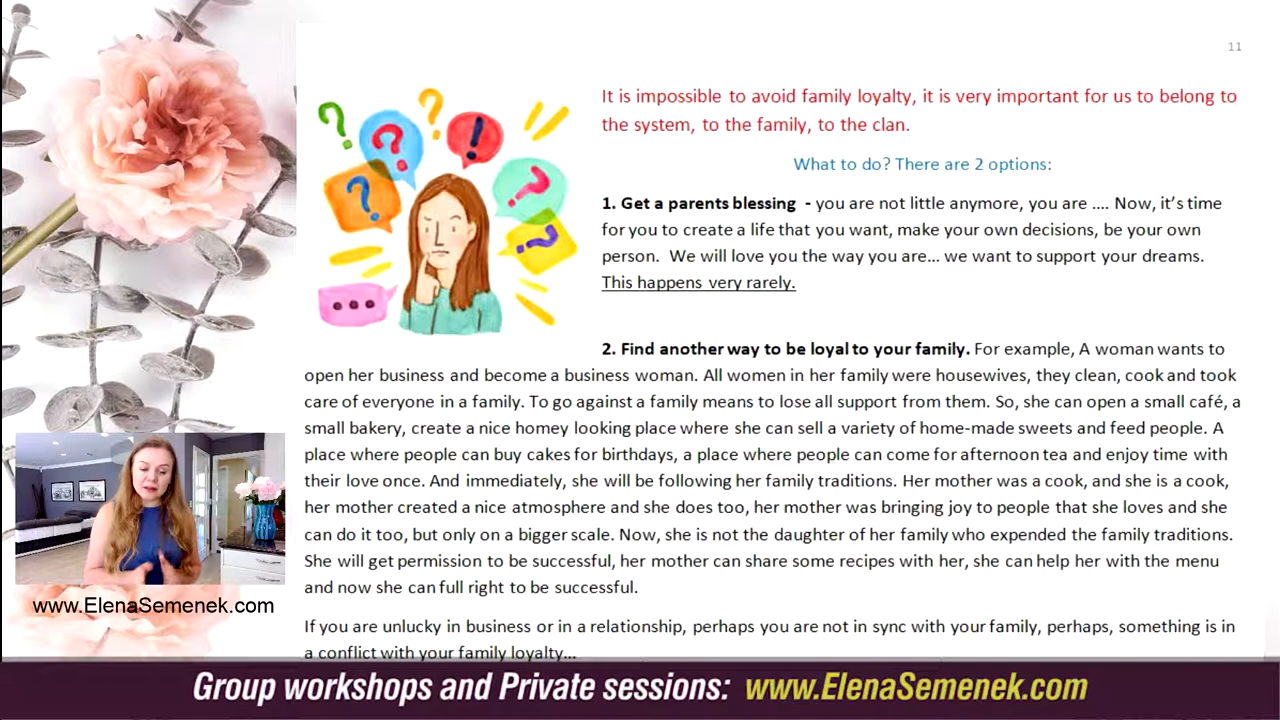 11
It is impossible to avoid family loyalty, it is very important for us to belong to
the system, to the family, to the clan.
What to do? There are 2 options:
1. Get a parents blessing - you are not little anymore, you are .... Now, it's time
for you to create a life that you want, make your own decisions, be your own
person. We will love you the way you are... we want to support your dreams.
This happens very rarely.
2. Find another way to be loyal to your family. For example, A woman wants to
open her business and become a business woman. All women in her family were housewives, they clean, cook and took
care of everyone in a family. To go against a family means to lose all support from them. So, she can open a small café, a
small bakery, create a nice homey looking place where she can sell a variety of home-made sweets and feed people. A
place where people can buy cakes for birthdays, a place where people can come for afternoon tea and enjoy time with
their love once. And immediately, she will be following her family traditions. Her mother was a cook, and she is a cook,
her mother created a nice atmosphere and she does too, her mother was bringing joy to people that she loves and she
can do it too, but only on a bigger scale. Now, she is not the daughter of her family who expended the family traditions.
She will get permission to be successful, her mother can share some recipes with her, she can help her with the menu
and now she can full right to be successful.
If you are unlucky in business or in a relationship, perhaps you are not in sync with your family, perhaps, something is in
a conflict with your family loyalty...
www.ElenaSemenek.com
Group workshops and Private sessions: www.ElenaSemenek.com